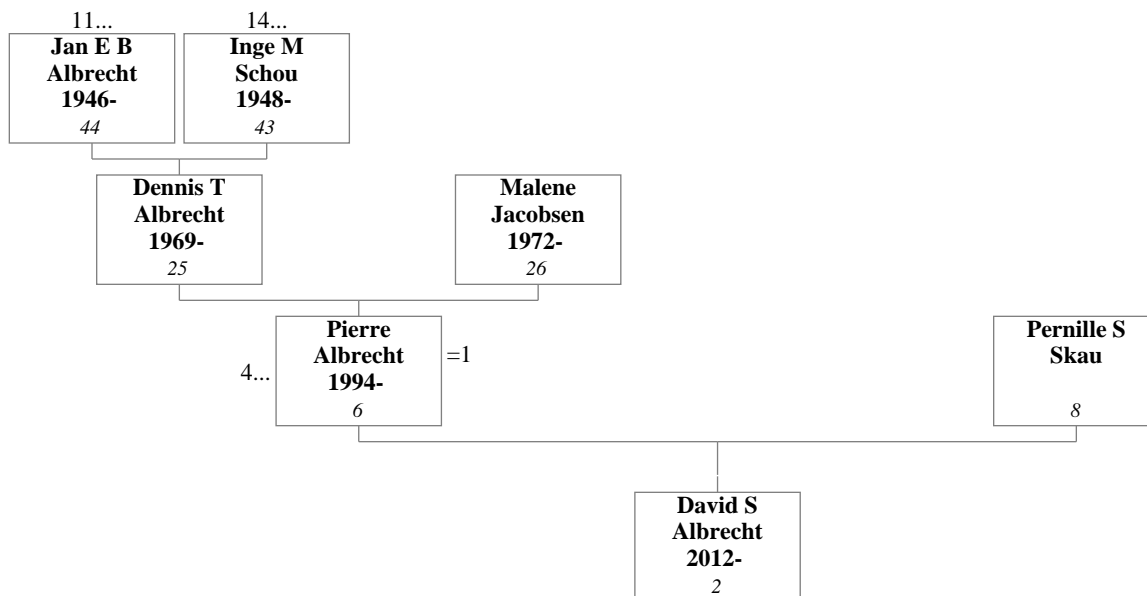 11...
14...
Jan E B
Albrecht
1946-
44
Inge M
Schou
1948-
43
Dennis T
Albrecht
1969-
25
Malene
Jacobsen
1972-
26
4...
Pierre
Albrecht
1994-
6
=1
Pernille S
Skau
8
David S
Albrecht
2012-
2